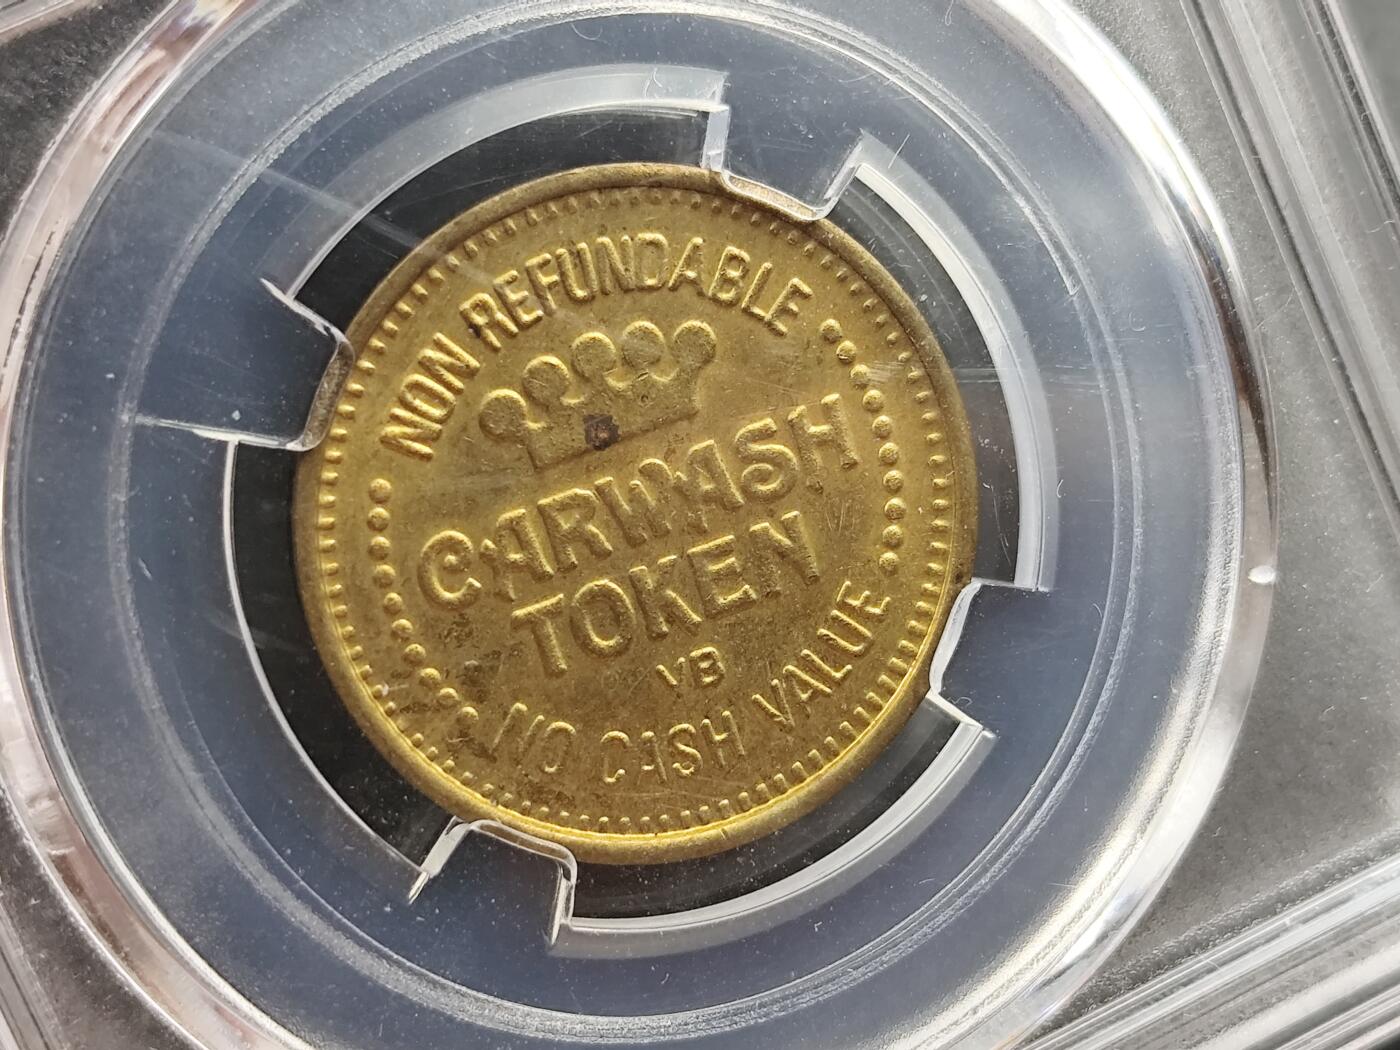 NON REFUNDABLE
CARWASH
TOKEN
VB
NO CASH VALUE